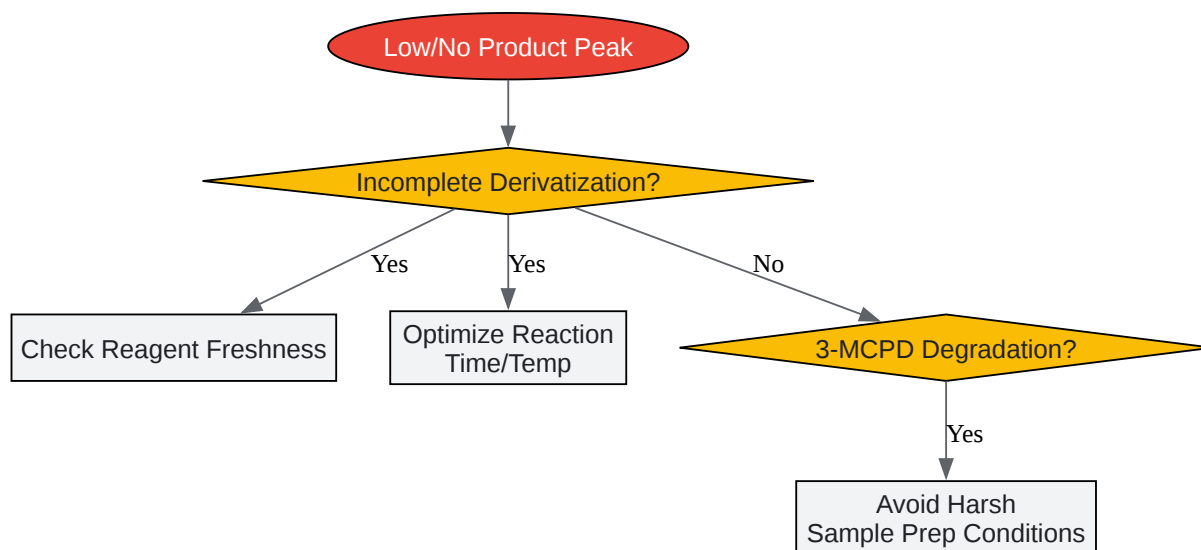 Low/No Product Peak
Incomplete Derivatization?
Yes
Yes
No
Check Reagent Freshness
Optimize Reaction
Time/Temp
3-MCPD Degradation?
Yes
Avoid Harsh
Sample Prep Conditions